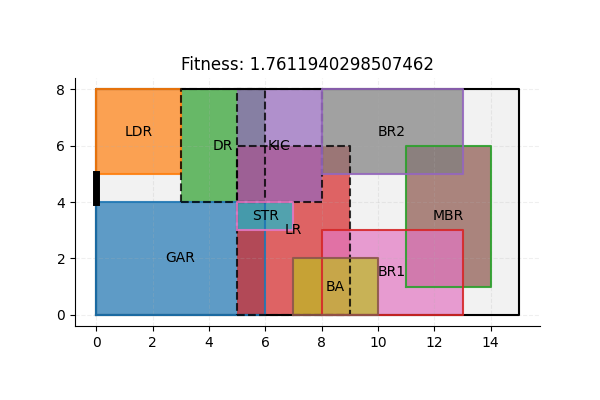 Fitness: 1.7611940298507462
8
6
4
2
0
LDR
DR
KIC
BR2
STR
LR
MBR
GAR
BA
BR1
0 2 4 6 8 10 12 14